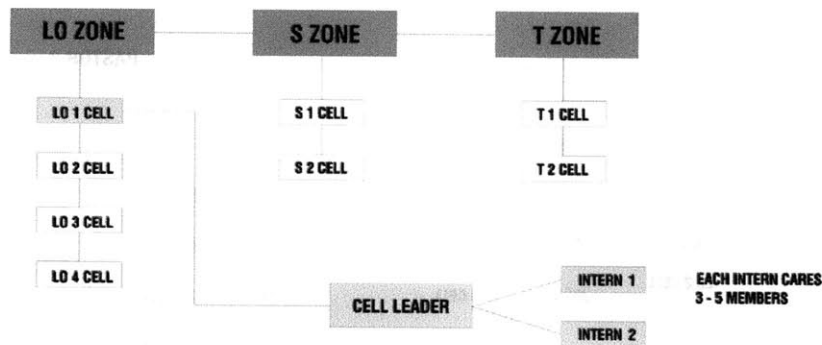 LO ZONE
S ZONE
T ZONE
LO 1 CELL
S 1 CELL
T 1 CELL
LO 2 CELL
S 2 CELL
T 2 CELL
LO 3 CELL
LO 4 CELL
CELL LEADER
INTERN 1
INTERN 2
EACH INTERN CARES
3 - 5 MEMBERS